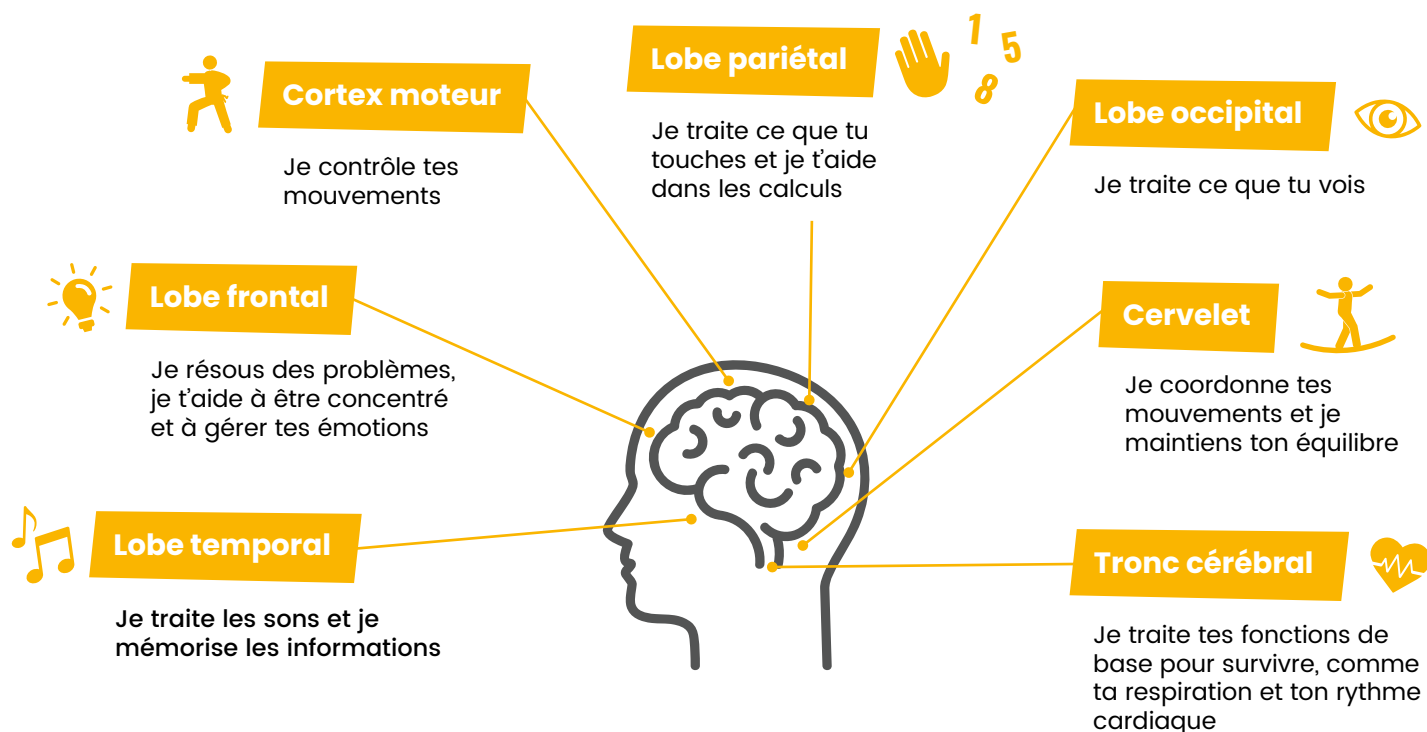 Cortex moteur
Je contrôle tes
mouvements
Lobe pariétal
1 5
8
Je traite ce que tu
touches et je t'aide
dans les calculs
Lobe occipital
Je traite ce que tu vois
Lobe frontal
Je résous des problèmes,
je t'aide à être concentré
et à gérer tes émotions
Cervelet
Je coordonne tes
mouvements et je
maintiens ton équilibre
Lobe temporal
Je traite les sons et je
mémorise les informations
Tronc cérébral
Je traite tes fonctions de
base pour survivre, comme
ta respiration et ton rythme
cardiaque